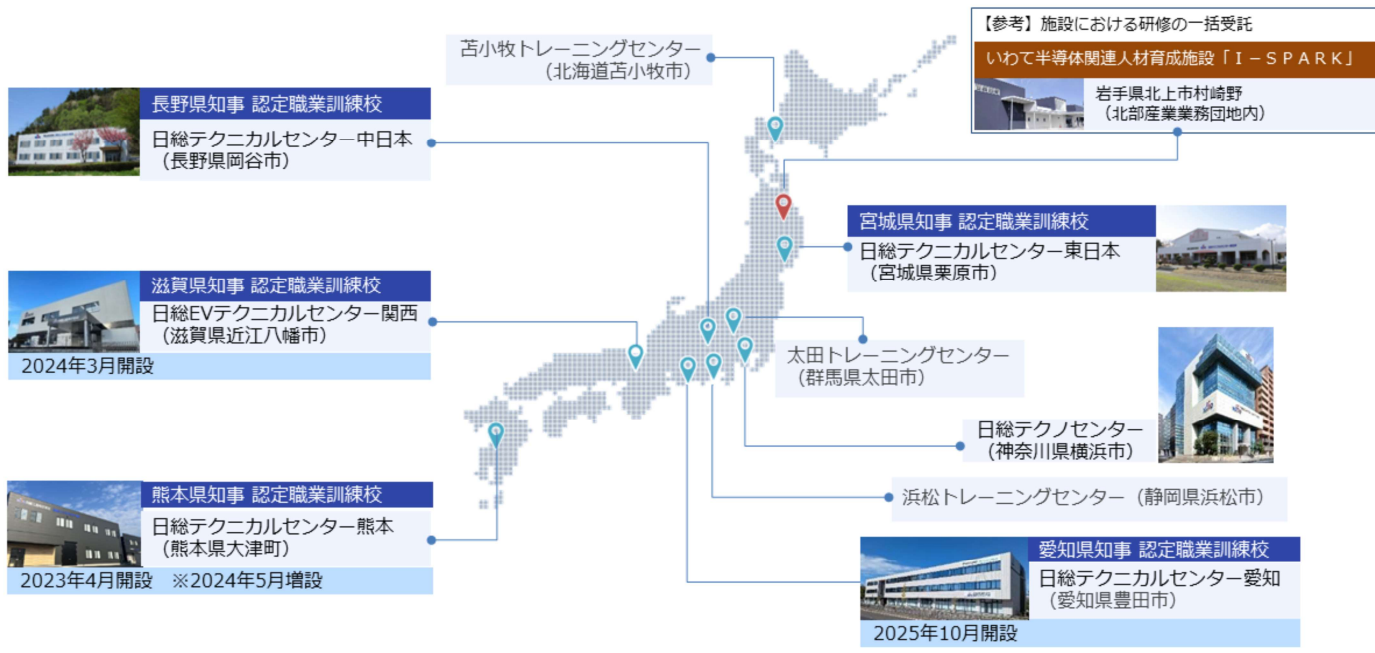 【参考】施設における研修の一括受託
いわて半導体関連人材育成施設「Ｉ－ＳＰＡＲＫ」
岩手県北上市村崎野
（北部産業業務団地内）
苫小牧トレーニングセンター
（北海道苫小牧市）
長野県知事 認定職業訓練校
日総テクニカルセンター中日本
（長野県岡谷市）
宮城県知事 認定職業訓練校
日総テクニカルセンター東日本
（宮城県栗原市）
滋賀県知事 認定職業訓練校
日総EVテクニカルセンター関西
（滋賀県近江八幡市）
2024年3月開設
太田トレーニングセンター
（群馬県太田市）
日総テクノセンター
（神奈川県横浜市）
浜松トレーニングセンター（静岡県浜松市）
熊本県知事 認定職業訓練校
日総テクニカルセンター熊本
（熊本県大津町）
2023年4月開設　※2024年5月増設
愛知県知事 認定職業訓練校
日総テクニカルセンター愛知
（愛知県豊田市）
2025年10月開設